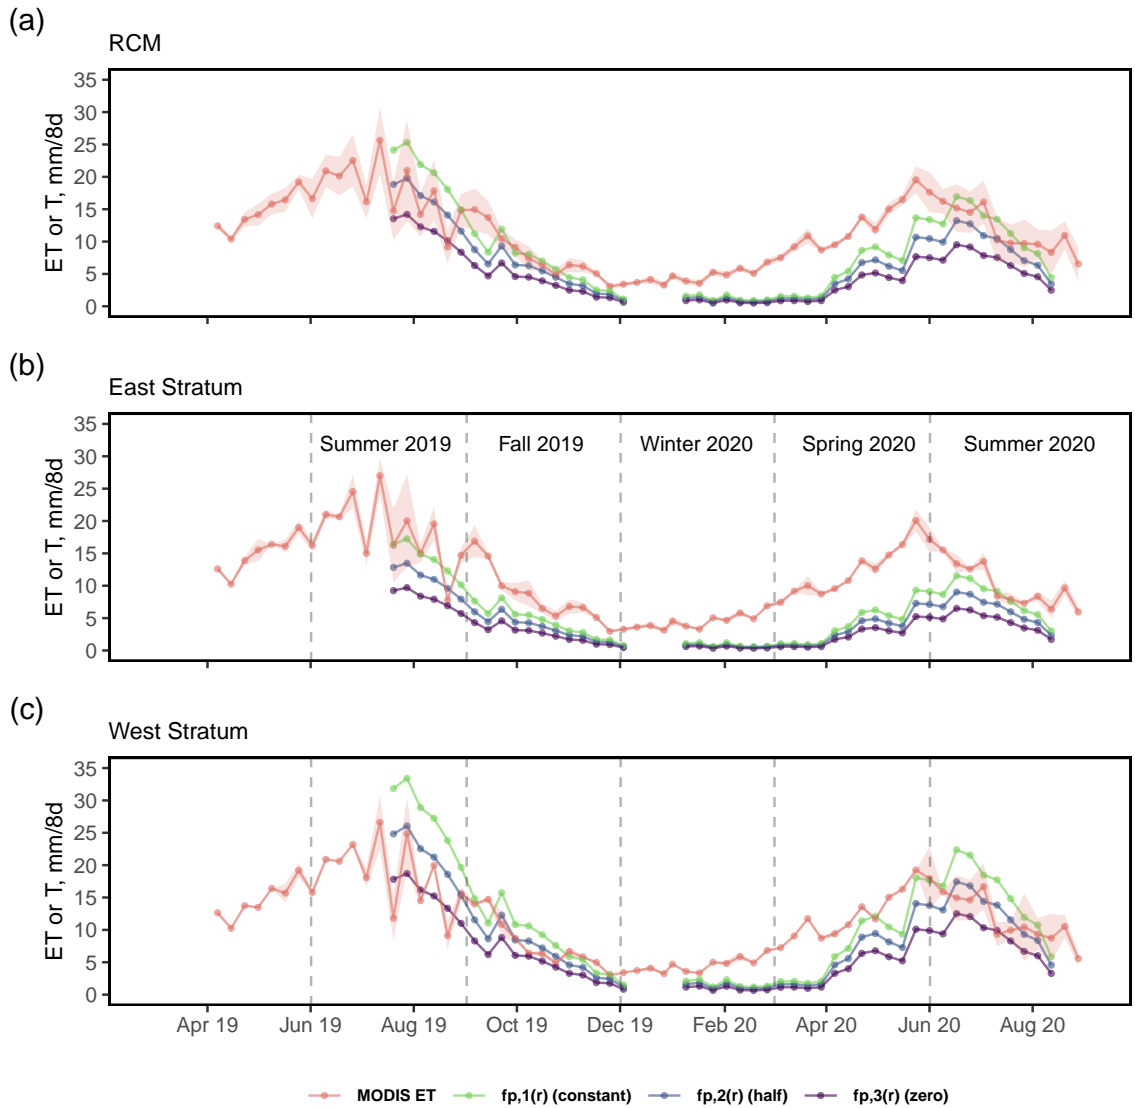 (a)
RCM
ET or T, mm/8d
35
30
25
20
15
10
5
0
(b)
East Stratum
ET or T, mm/8d
35
30
25
20
15
10
5
0
Summer 2019 Fall 2019 Winter 2020 Spring 2020 Summer 2020
(c)
West Stratum
ET or T, mm/8d
35
30
25
20
15
10
5
0
Apr 19 Jun 19 Aug 19 Oct 19 Dec 19 Feb 20 Apr 20 Jun 20 Aug 20
MODIS ET fp,1(r) (constant) fp,2(r) (half) fp,3(r) (zero)